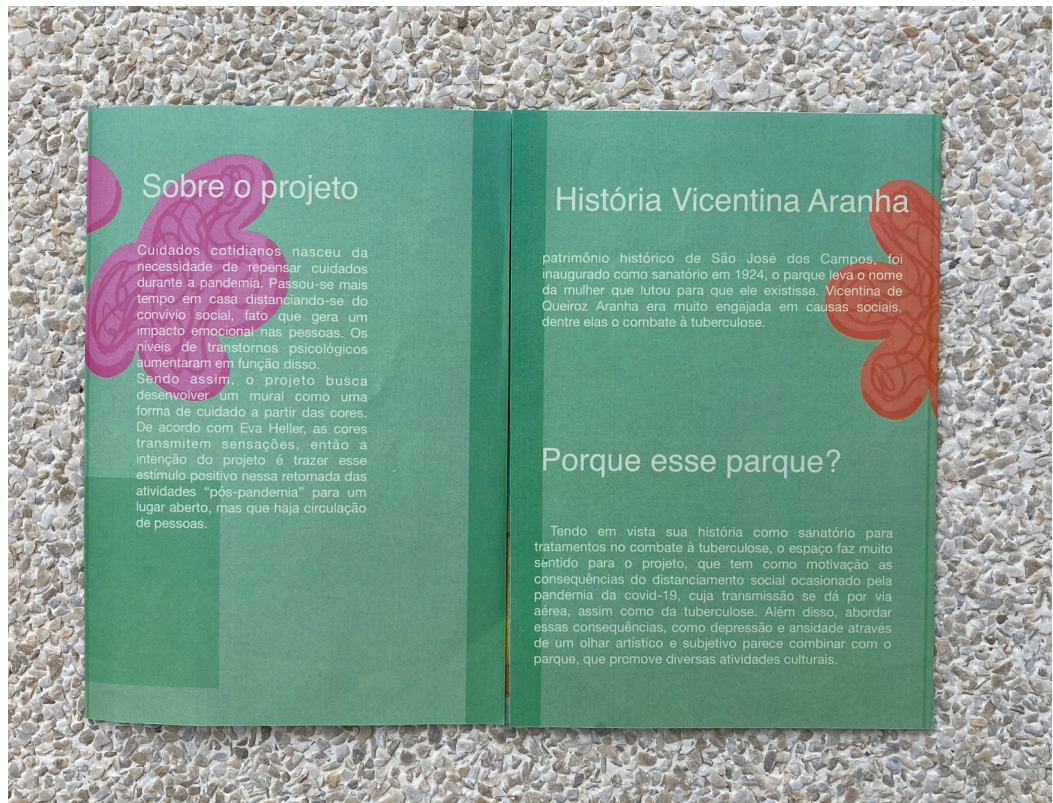 Sobre o projeto
Cuidados cotidianos nasceu da
necessidade de repensar cuidados
durante a pandemia. Passou-se mais
tempo em casa distanciando-se do
convívio social, fato que gera um
impacto emocional nas pessoas. Os
níveis de transtornos psicológicos
aumentaram em função disso.
Sendo assim, o projeto busca
desenvolver um mural como uma
forma de cuidado a partir das cores.
De acordo com Eva Heller, as cores
transmitem sensações, então a
intenção do projeto é trazer esse
estímulo positivo nessa retomada das
atividades “pós-pandemia” para um
lugar aberto, mas que haja circulação
de pessoas.
História Vicentina Aranha
patrimônio histórico de São José dos Campos, foi
inaugurado como sanatório em 1924, o parque leva o nome
da mulher que lutou para que ele existisse. Vicentina de
Queiroz Aranha era muito engajada em causas sociais,
dentre elas o combate à tuberculose.
Porque esse parque?
Tendo em vista sua história como sanatório para
tratamentos no combate à tuberculose, o espaço faz muito
sentido para o projeto, que tem como motivação as
consequências do distanciamento social ocasionado pela
pandemia da covid-19, cuja transmissão se dá por via
aérea, assim como da tuberculose. Além disso, abordar
essas consequências, como depressão e ansidade através
de um olhar artístico e subjetivo parece combinar com o
parque, que promove diversas atividades culturais.